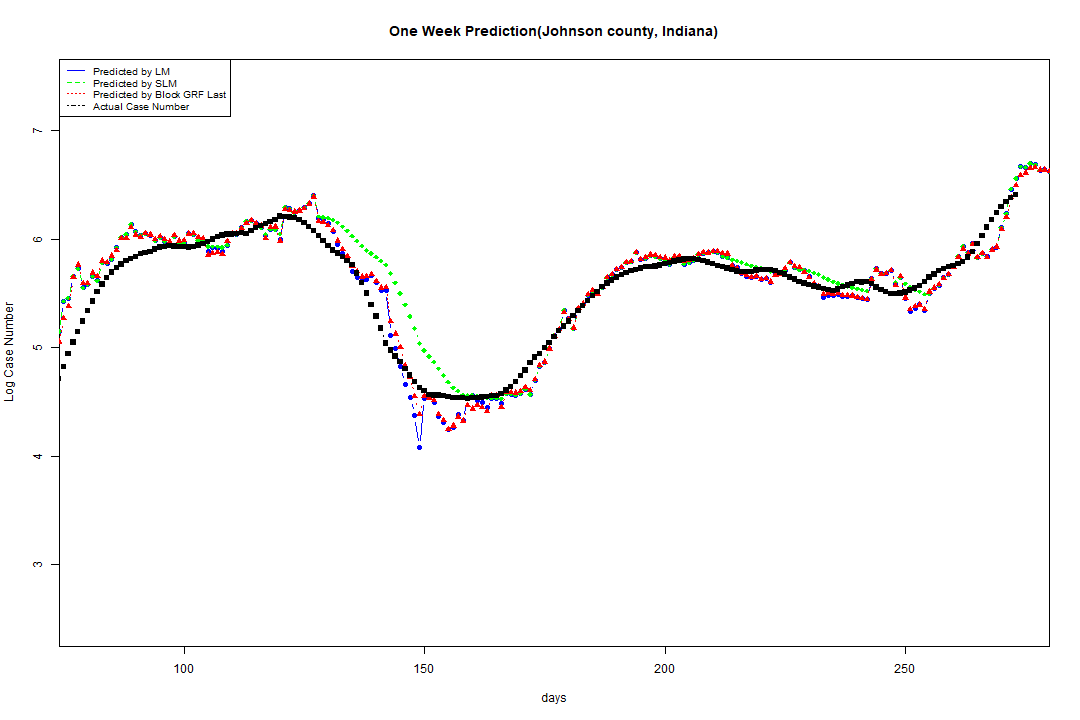 One Week Prediction(Johnson county, Indiana)
Predicted by LM
Predicted by SLM
Predicted by Block GRF Last
Actual Case Number
7
6
5
4
3
Log Case Number
100 150 200 250
days